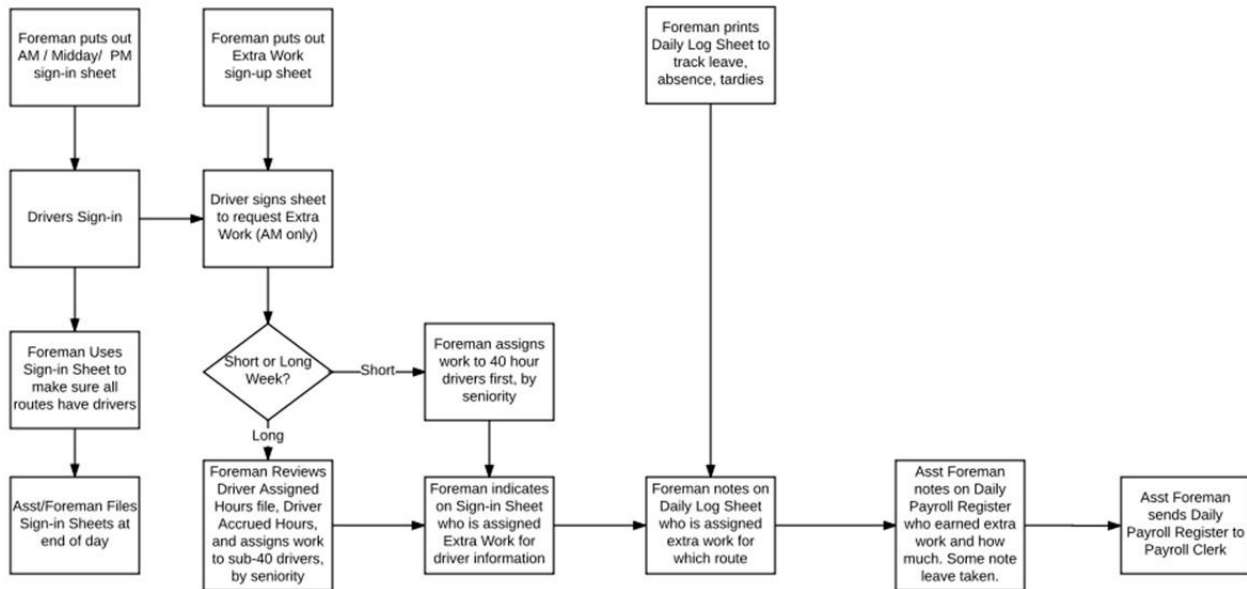 Foreman puts out
AM / Midday/  PM
sign-in sheet
Foreman puts out
Extra Work
sign-up sheet
Foreman prints
Daily Log Sheet to
track leave,
absence, tardies
Drivers Sign-in
Driver signs sheet
to request Extra
Work (AM only)
Foreman Uses
Sign-in Sheet to
make sure all
routes have drivers
Short or Long
Week?
Short
Foreman assigns
work to 40 hour
drivers first, by
seniority
Long
Asst/Foreman Files
Sign-in Sheets at
end of day
Foreman Reviews
Driver Assigned
Hours file, Driver
Accrued Hours,
and assigns work
to sub-40 drivers,
by seniority
Foreman indicates
on Sign-in Sheet
who is assigned
Extra Work for
driver information
Foreman notes on
Daily Log Sheet
who is assigned
extra work for
which route
Asst Foreman
notes on Daily
Payroll Register
who earned extra
work and how
much. Some note
leave taken.
Asst Foreman
sends Daily
Payroll Register to
Payroll Clerk